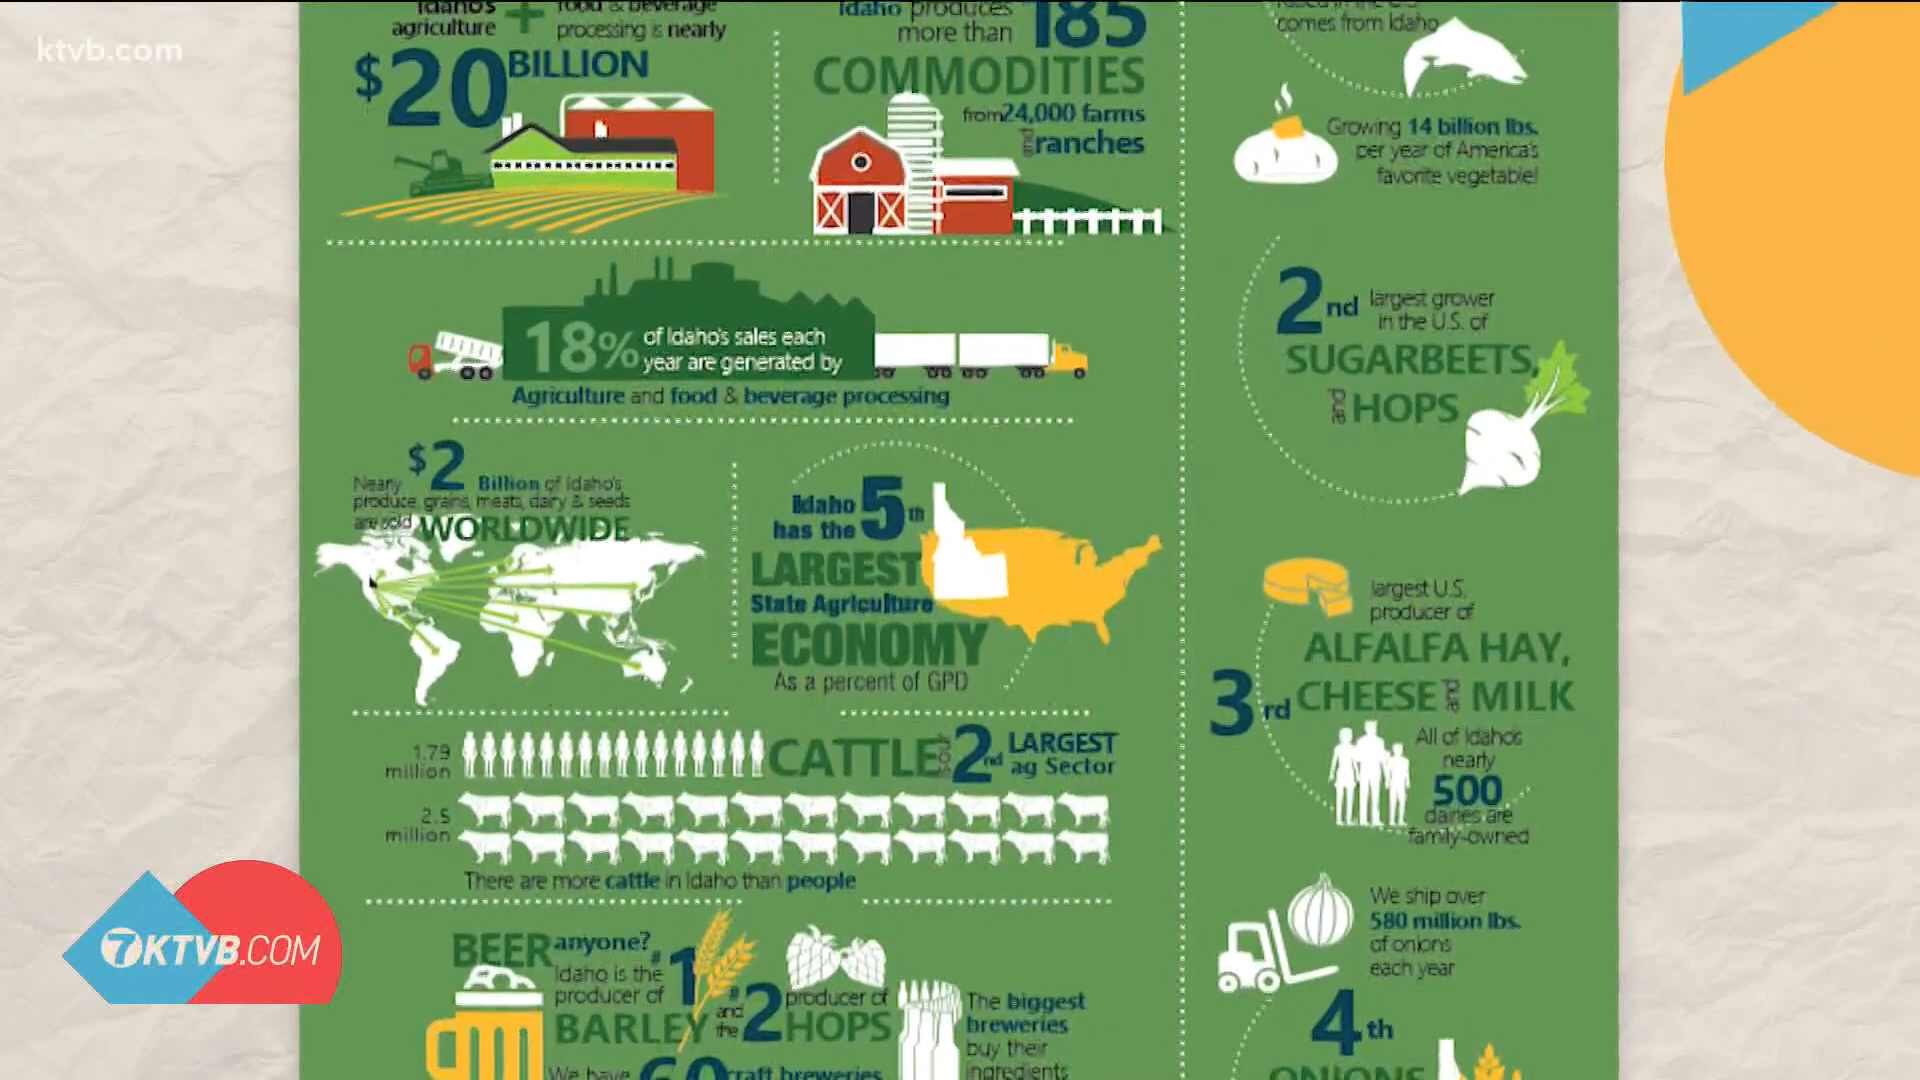 ktvb.com
Idaho's
agriculture
+
food & beverage
processing is nearly
$20 BILLION
Idaho produces
more than 185
COMMODITIES
from 24,000 farms
and ranches
comes from Idaho
Growing 14 billion lbs.
per year of America's
favorite vegetable!
18% of Idaho's sales each
year are generated by
Agriculture and food & beverage processing
2nd largest grower
in the U.S. of
SUGARBEETS,
and HOPS
Nearly $2 Billion of Idaho's
produce, grains, meats, dairy & seeds
are sold WORLDWIDE
Idaho
has the 5th
LARGEST
State Agriculture
ECONOMY
As a percent of GPD
3rd
largest U.S.
producer of
ALFALFA HAY,
CHEESE and MILK
All of Idaho's
nearly
500
dairies are
family-owned
1.79
million
CATTLE our 2nd LARGEST
ag Sector
2.5
million
There are more cattle in Idaho than people
We ship over
580 million lbs.
of onions
each year
BEER anyone?
Idaho is the #1
producer of
BARLEY
and
the #2 producer of
HOPS
The biggest
breweries
buy their
ingredients
We have 60 craft breweries
4th
ONIONS
7KTVB.COM